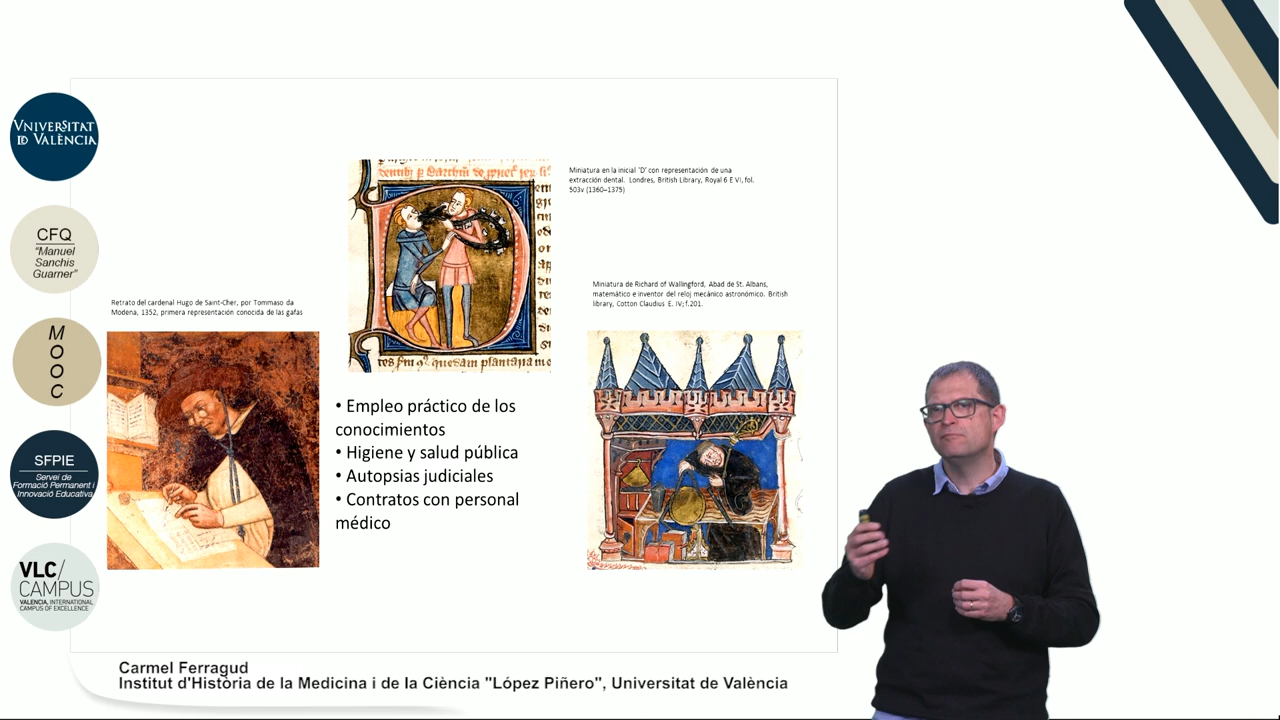 VNIVERSITAT
ID VALÈNCIA
CFQ
"Manuel
Sanchis
Guarner"
M
O
O
C
SFPIE
Servei de
Formació Permanent i
Innovació Educativa
VLC/
CAMPUS
VALENCIA, INTERNATIONAL
CAMPUS OF EXCELLENCE
Miniatura en la inicial 'D' con representación de una
extracción dental. Londres, British Library, Royal 6 E VI, fol.
503v (1360–1375)
Miniatura de Richard of Wallingford, Abad de St. Albans,
matemático e inventor del reloj mecánico astronómico. British
library, Cotton Claudius E. IV; f.201.
Retrato del cardenal Hugo de Saint-Cher, por Tommaso da
Modena, 1352, primera representación conocida de las gafas
• Empleo práctico de los
conocimientos
• Higiene y salud pública
• Autopsias judiciales
• Contratos con personal
médico
Carmel Ferragud
Institut d'Història de la Medicina i de la Ciència "López Piñero", Universitat de València